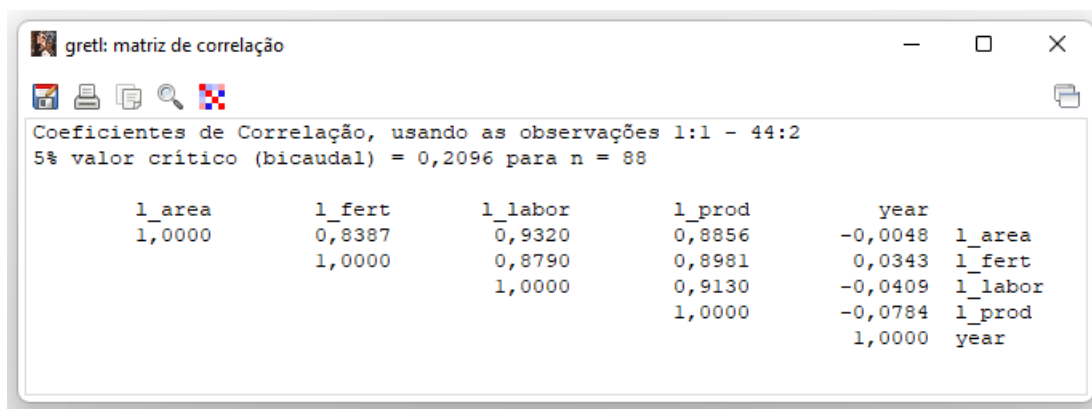 gretl: matriz de correlação
Coeficientes de Correlação, usando as observações 1:1 - 44:2
5% valor crítico (bicaudal) = 0,2096 para n = 88
l_area l_fert l_labor l_prod year
1,0000 0,8387 0,9320 0,8856 -0,0048 l_area
1,0000 0,8790 0,8981 0,0343 l_fert
1,0000 0,9130 -0,0409 l_labor
1,0000 -0,0784 l_prod
1,0000 year